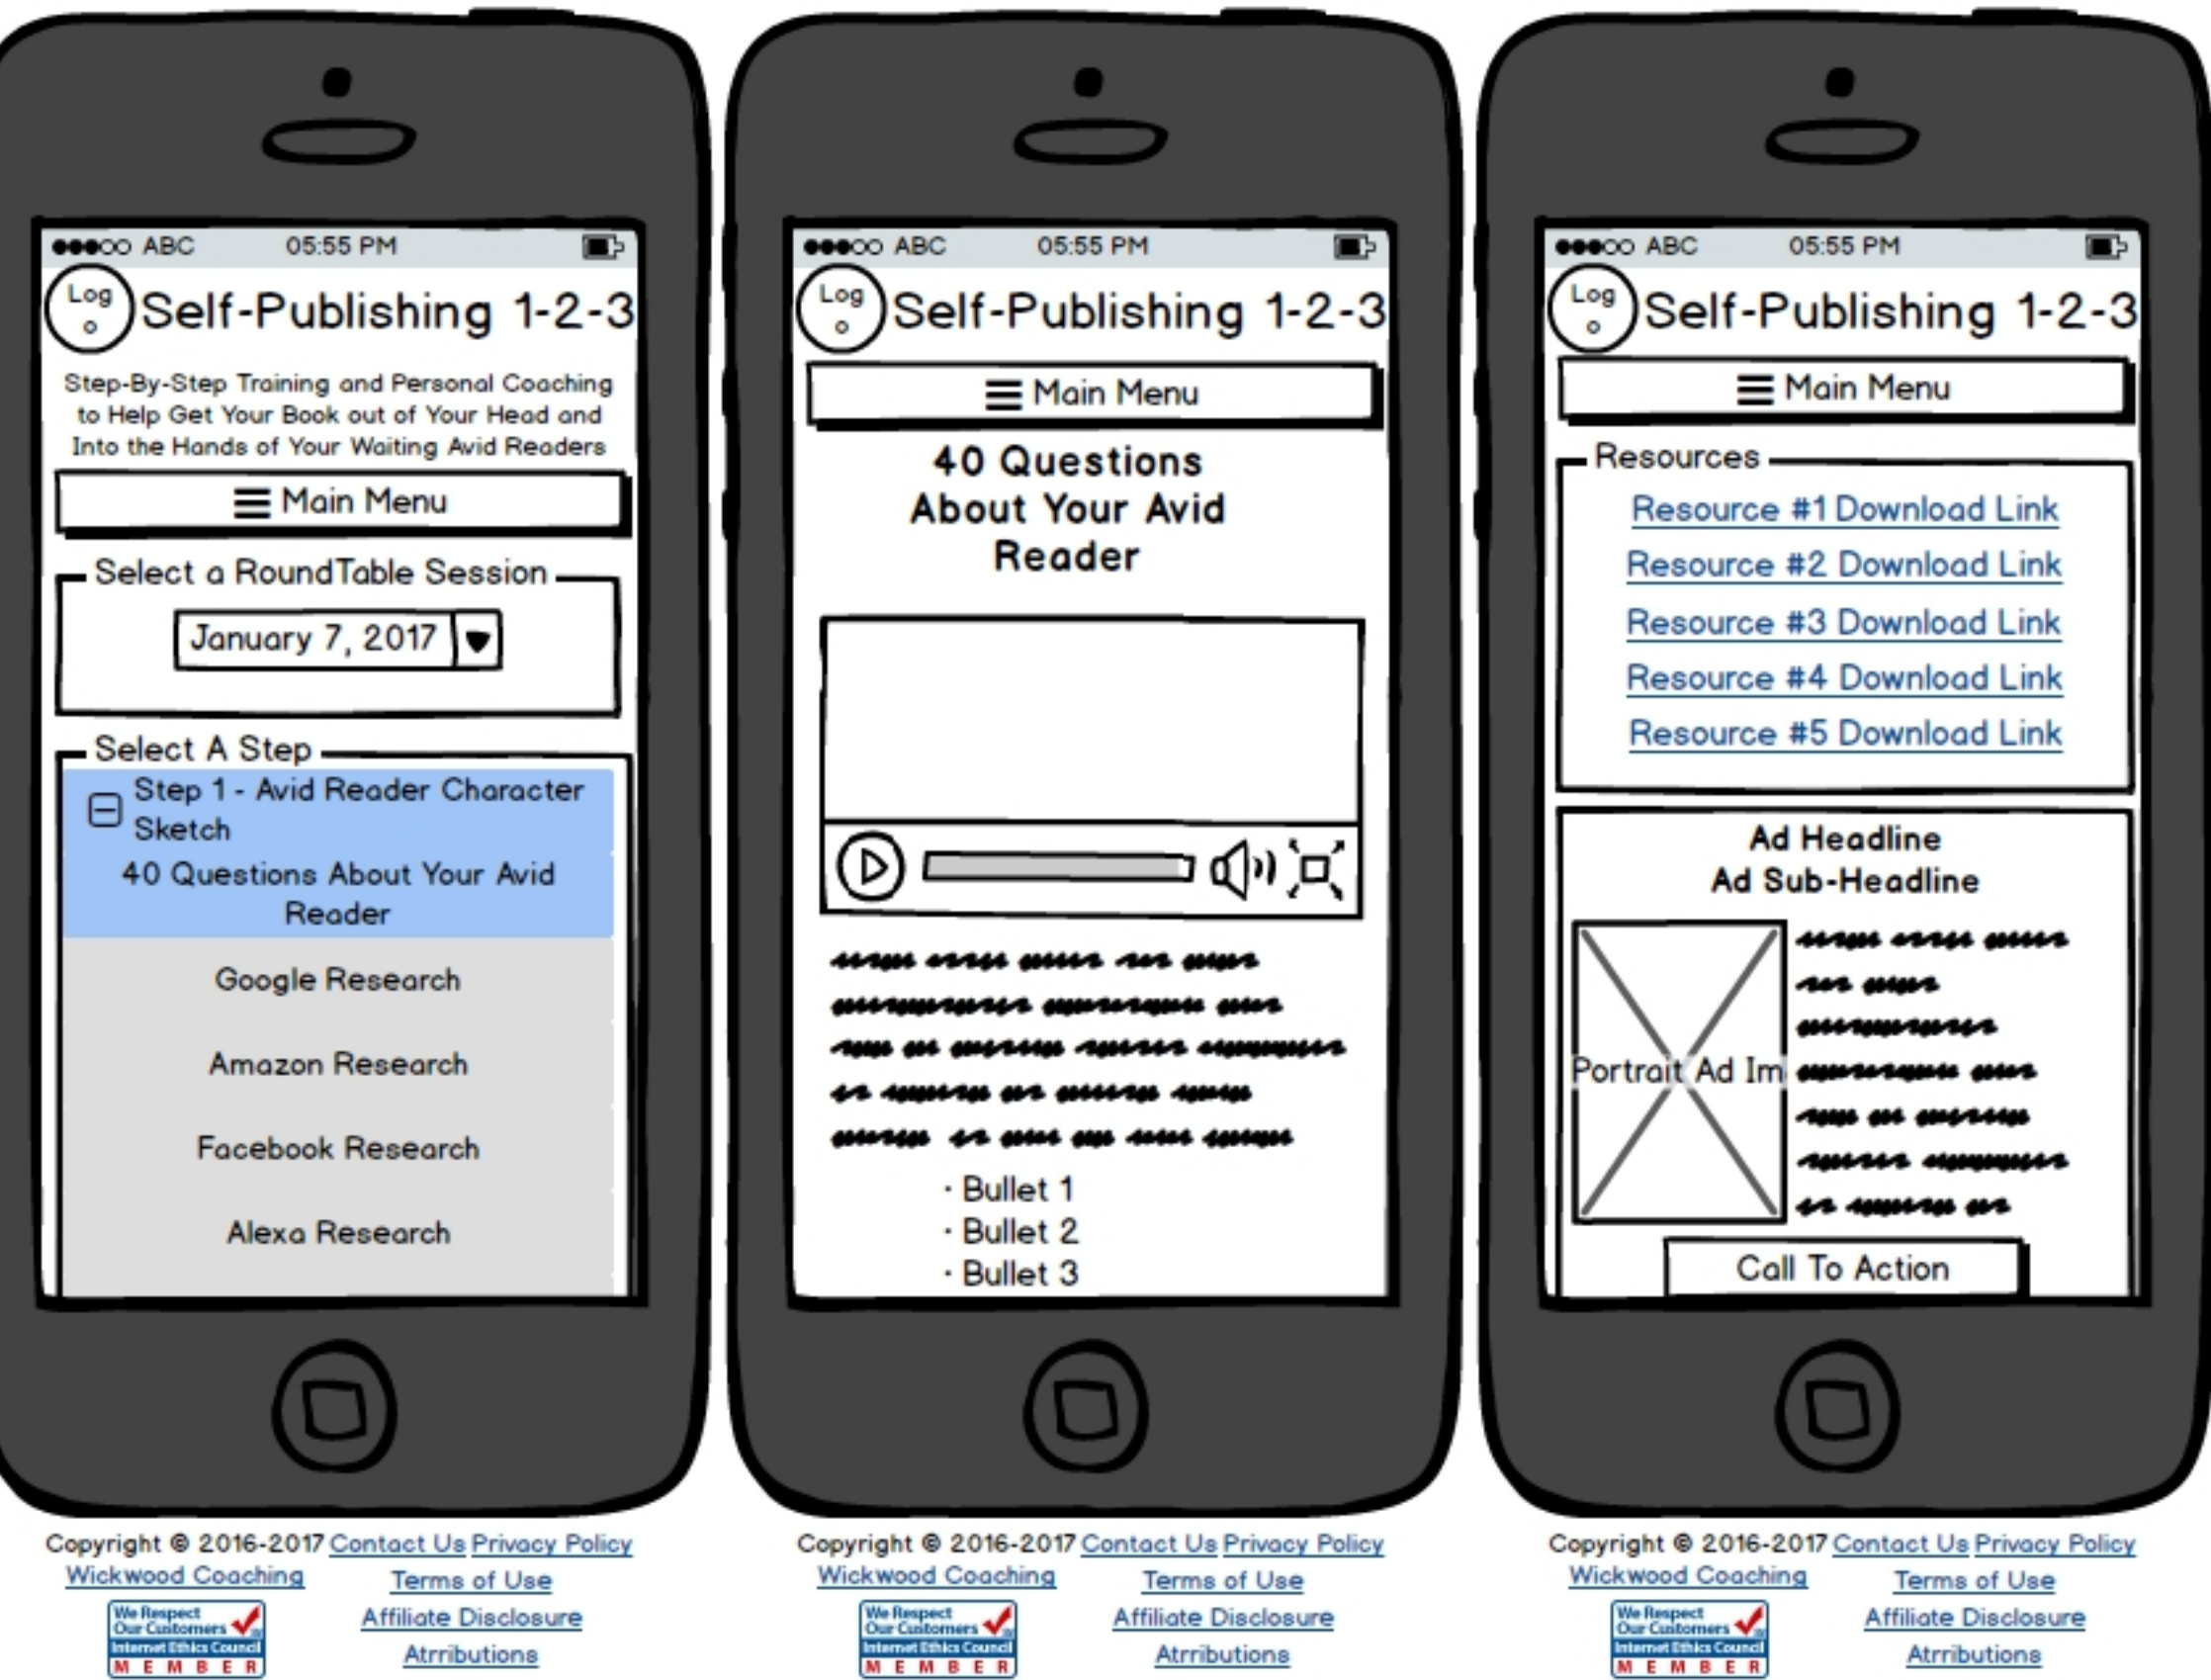 ABC 05:55 PM
Log
o
Self-Publishing 1-2-3
Step-By-Step Training and Personal Coaching
to Help Get Your Book out of Your Head and
Into the Hands of Your Waiting Avid Readers
Main Menu
Select a RoundTable Session
January 7, 2017
Select A Step
Step 1 - Avid Reader Character
Sketch
40 Questions About Your Avid
Reader
Google Research
Amazon Research
Facebook Research
Alexa Research
Copyright © 2016-2017 Contact Us Privacy Policy
Wickwood Coaching Terms of Use
Affiliate Disclosure
Atrributions
We Respect
Our Customers
Internet Ethics Council
MEMBER
ABC 05:55 PM
Log
o
Self-Publishing 1-2-3
Main Menu
40 Questions
About Your Avid
Reader
· Bullet 1
· Bullet 2
· Bullet 3
Copyright © 2016-2017 Contact Us Privacy Policy
Wickwood Coaching Terms of Use
Affiliate Disclosure
Atrributions
We Respect
Our Customers
Internet Ethics Council
MEMBER
ABC 05:55 PM
Log
o
Self-Publishing 1-2-3
Main Menu
Resources
Resource #1 Download Link
Resource #2 Download Link
Resource #3 Download Link
Resource #4 Download Link
Resource #5 Download Link
Ad Headline
Ad Sub-Headline
Portrait Ad Im
Call To Action
Copyright © 2016-2017 Contact Us Privacy Policy
Wickwood Coaching Terms of Use
Affiliate Disclosure
Atrributions
We Respect
Our Customers
Internet Ethics Council
MEMBER